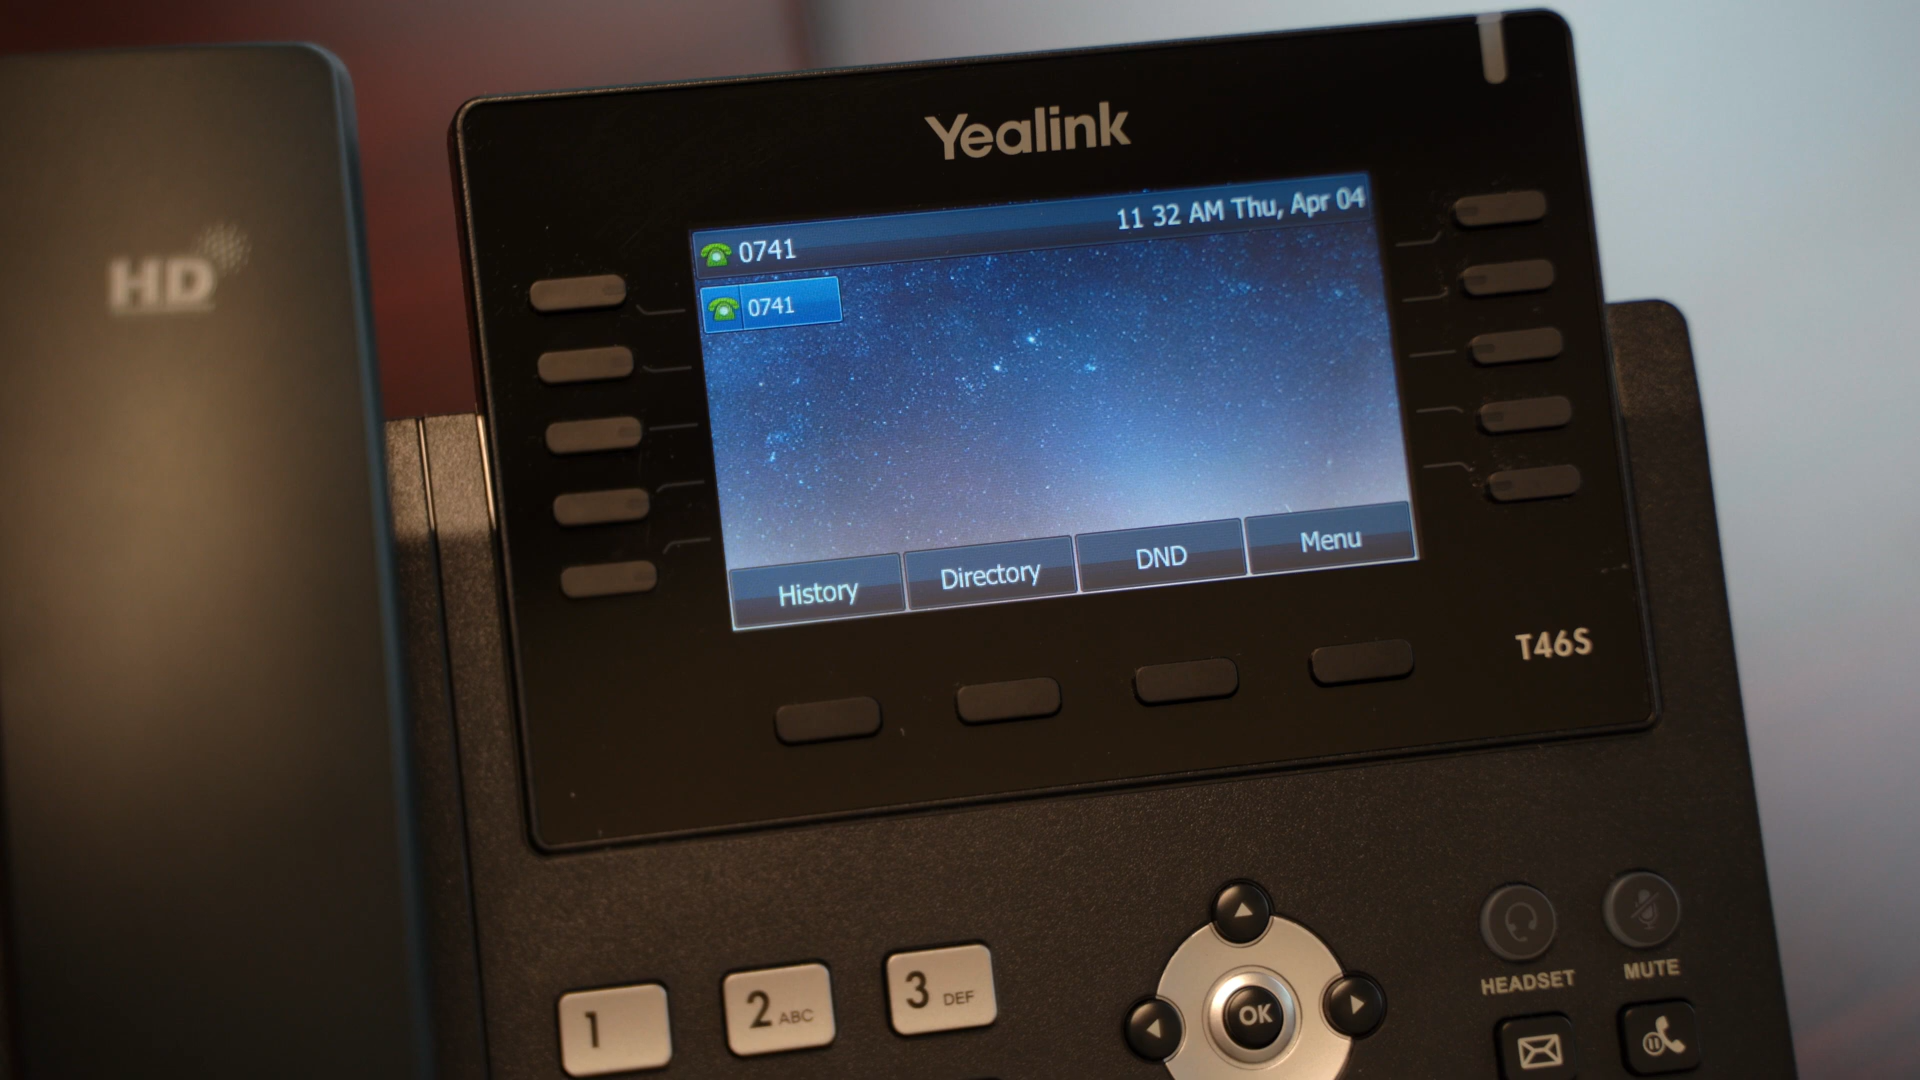 HD
Yealink
0741
11 32 AM Thu, Apr 04
0741
History
Directory
DND
Menu
T46S
HEADSET
MUTE
1
2 ABC
3 DEF
OK